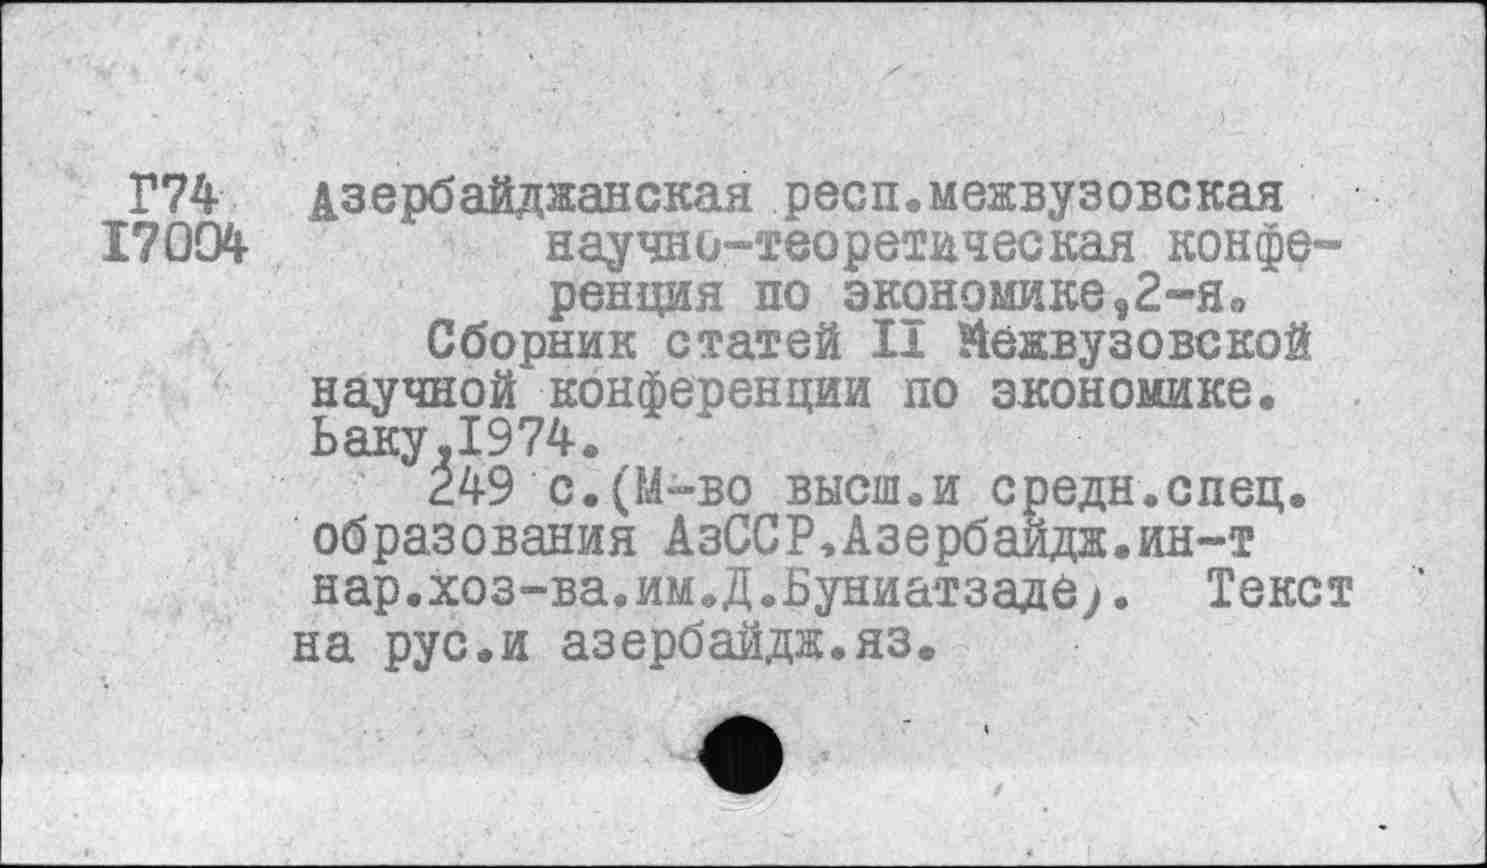 Г74 Азербайджанская респ.межвузовская
17004 научно-теоретическая конфе-
ренция по экономике,2-я.
Сборник статей II Межвузовской
научной конференции по экономике.
Баку,1974.
249 с.(М-во высш.и средн.спец.
образования АзССР,Азербайдж.ин-т
нар.хоз-ва.им.Д.Буниатзаде). Текст
на рус.и азербайдж.яз.